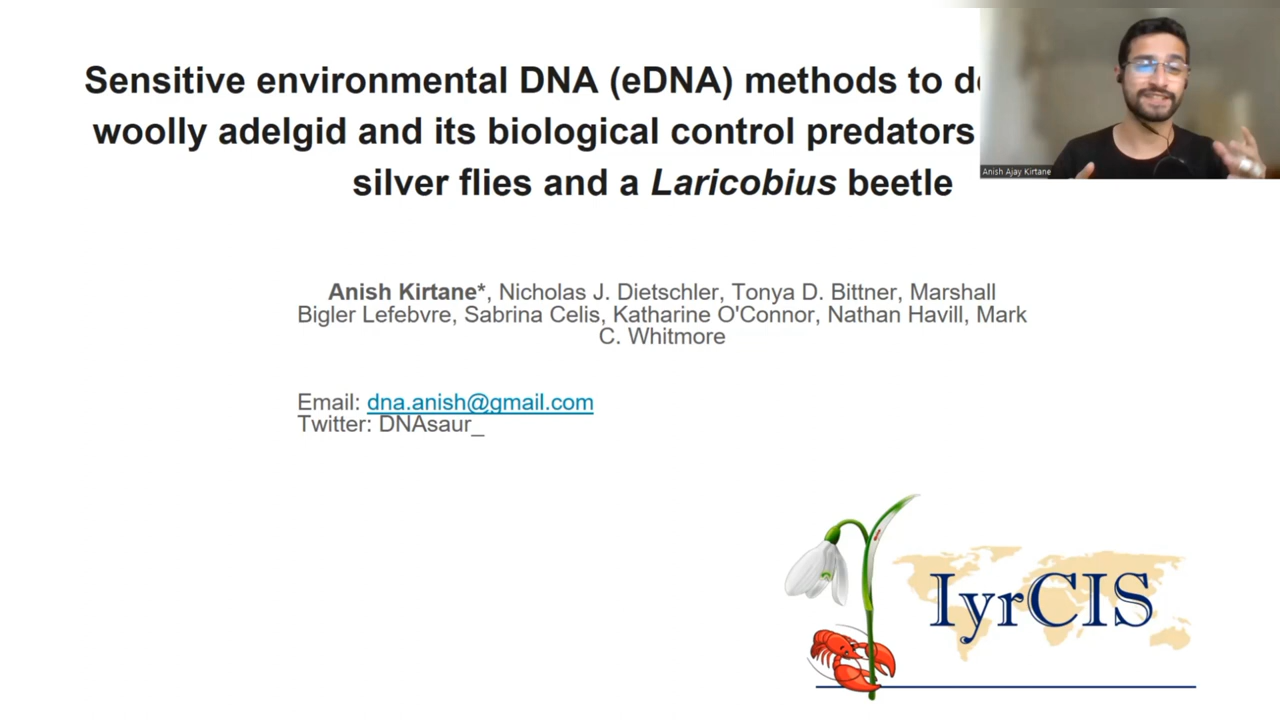 Sensitive environmental DNA (eDNA) methods to
woolly adelgid and its biological control predators
silver flies and a Laricobius beetle
Anish Ajay Kirtane
Anish Kirtane*, Nicholas J. Dietschler, Tonya D. Bittner, Marshall
Bigler Lefebvre, Sabrina Celis, Katharine O'Connor, Nathan Havill, Mark
C. Whitmore
Email: dna.anish@gmail.com
Twitter: DNAsaur_
IyrCIS